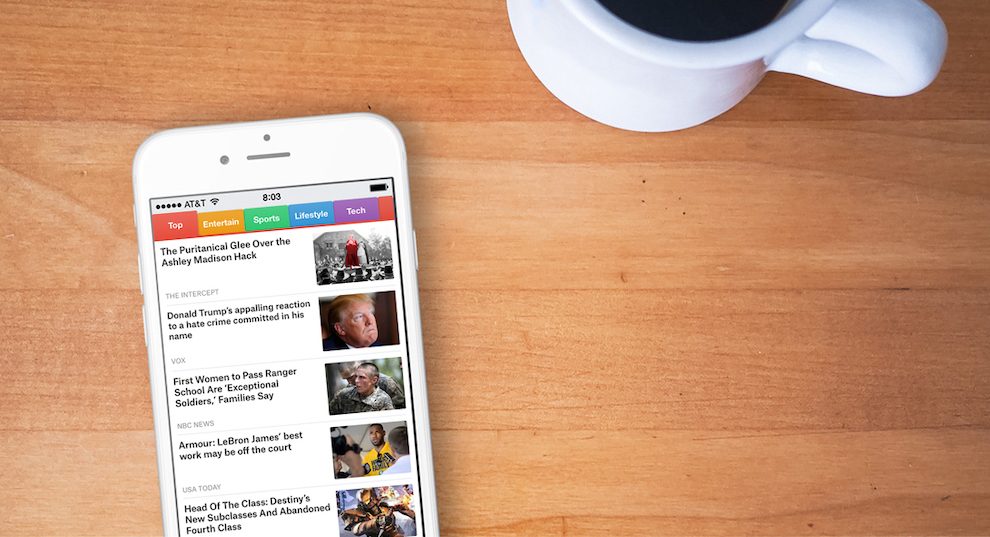 AT&T
8:03
Top
Entertain
Sports
Lifestyle
Tech
The Puritanical Glee Over the
Ashley Madison Hack
THE INTERCEPT
Donald Trump's appalling reaction
to a hate crime committed in his
name
VOX
First Women to Pass Ranger
School Are ‘Exceptional
Soldiers,’ Families Say
NBC NEWS
Armour: LeBron James’ best
work may be off the court
USA TODAY
Head Of The Class: Destiny’s
New Subclasses And Abandoned
Fourth Class